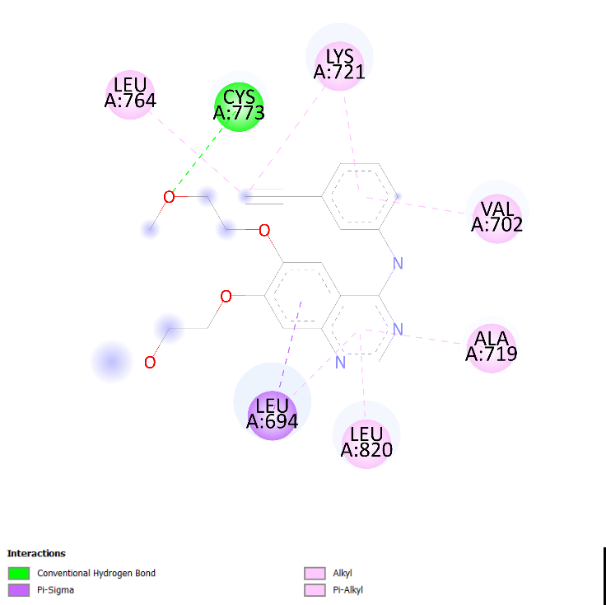 LYS
A:721
LEU
A:764
CYS
A:773
O
O
VAL
A:702
N
O
N
ALA
A:719
O
N
LEU
A:694
LEU
A:820
Interactions
Conventional Hydrogen Bond
Alkyl
Pi-Sigma
Pi-Alkyl